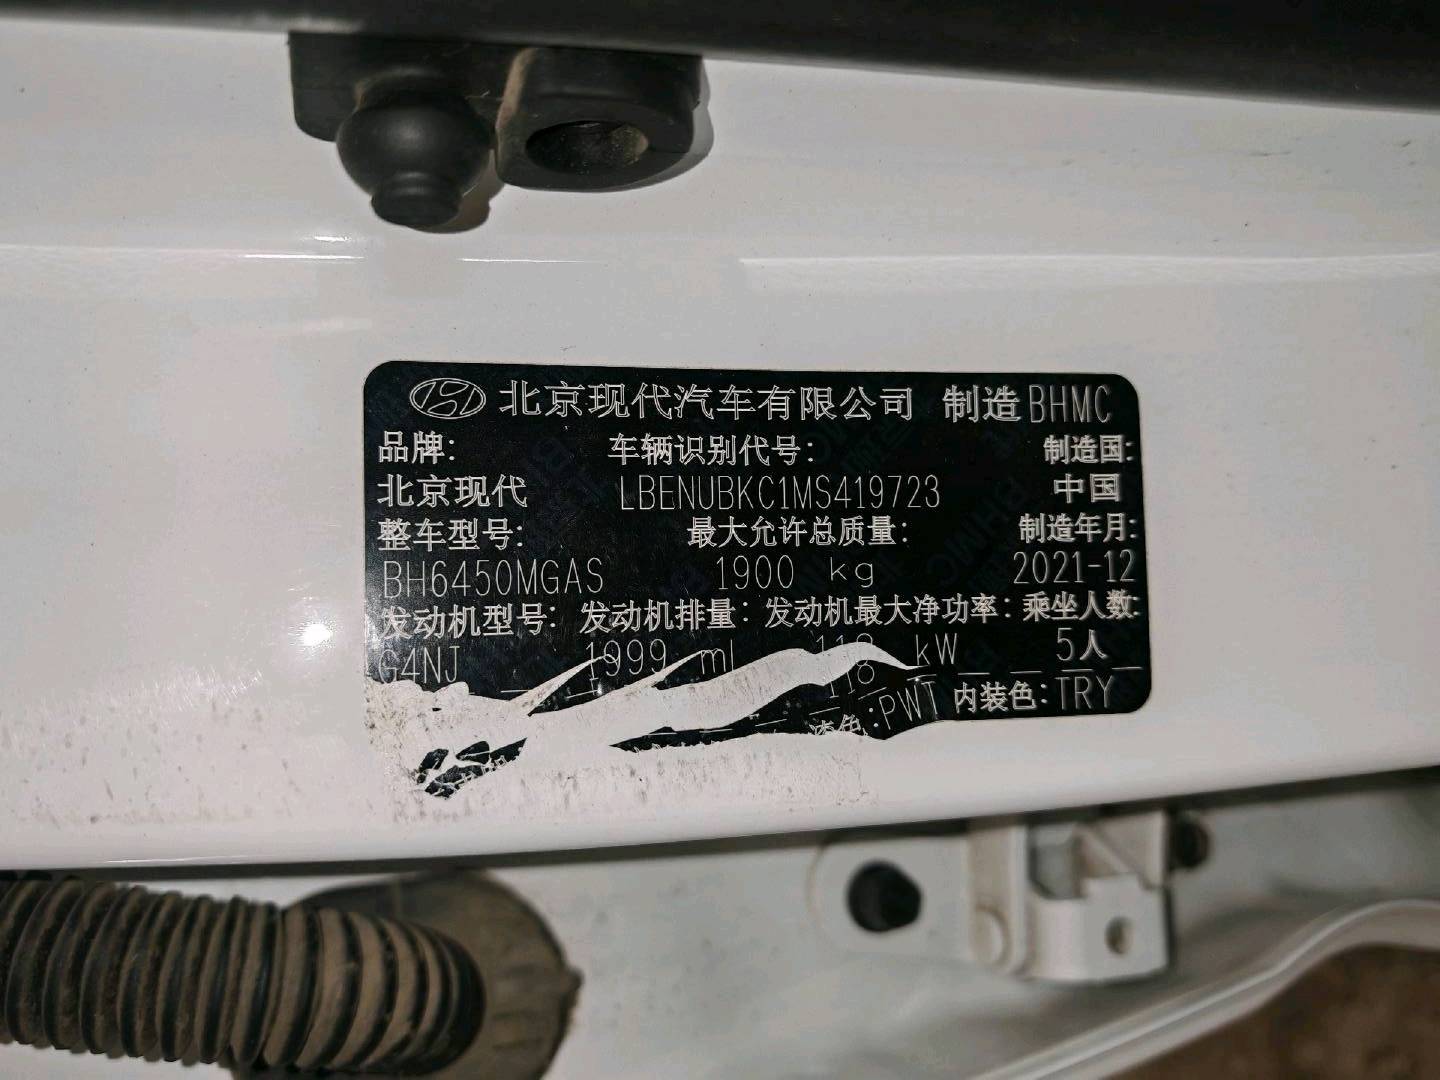 北京现代汽车有限公司 制造 BHMC
品牌: 车辆识别代号: 制造国:
北京现代 LBENUBKC1MS419723 中国
整车型号: 最大允许总质量: 制造年月:
BH6450MGAS 1900 kg 2021-12
发动机型号: 发动机排量: 发动机最大净功率: 乘坐人数:
G4NJ 1999 ml 118 kW 5人
漆色:PWT 内装色:TRY